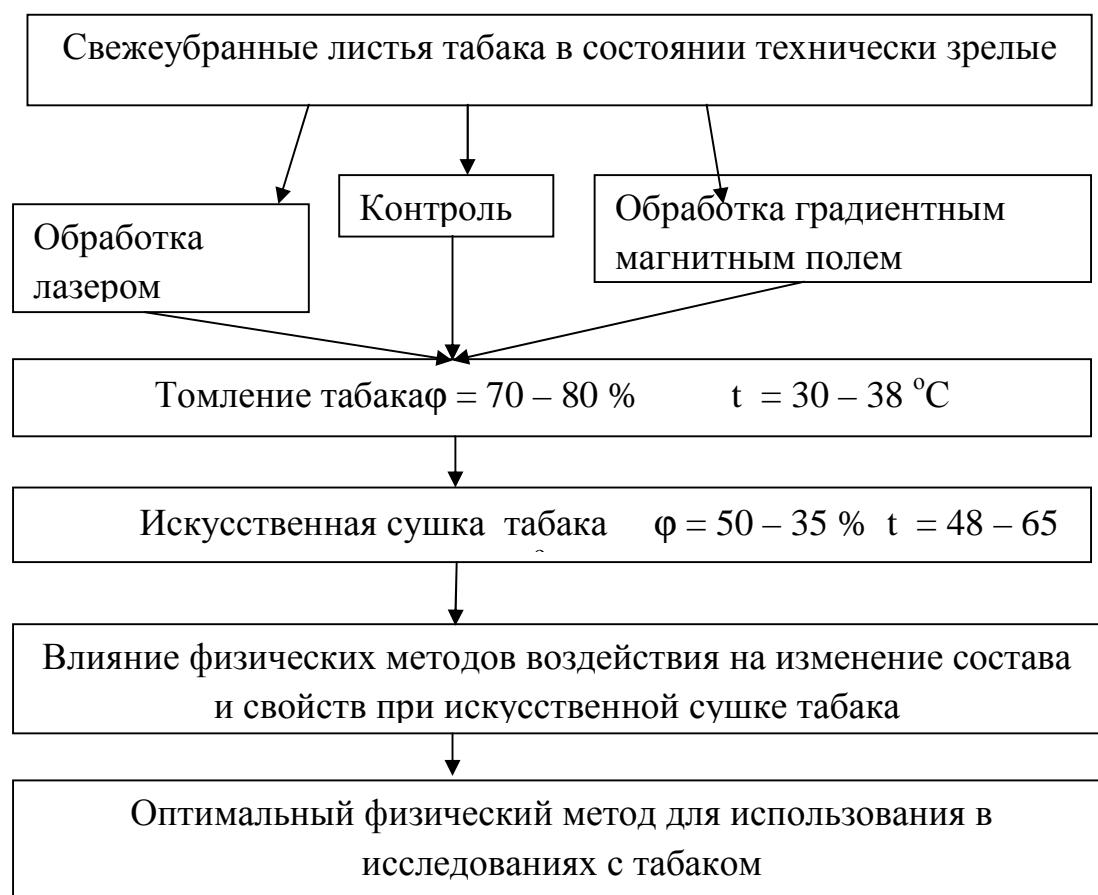 Свежеубранные листья табака в состоянии технически зрелые
Обработка
лазером
Контроль
Обработка градиентным
магнитным полем
Томление табакаφ = 70 – 80 % t = 30 – 38 ᵒС
Искусственная сушка табака φ = 50 – 35 % t = 48 – 65
Влияние физических методов воздействия на изменение состава
и свойств при искусственной сушке табака
Оптимальный физический метод для использования в
исследованиях с табаком